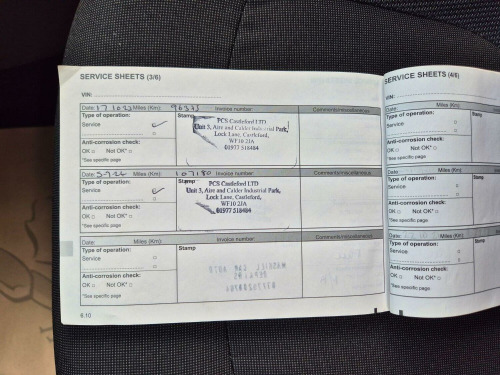 SERVICE SHEETS (3/6)
VIN:
Date: 17.10.23 Miles (Km): 96373 Invoice number Comments/miscellaneous
Type of operation: Stamp
Service
PCS Castleford LTD
Unit 3, Aire and Calder Industrial Park,
Lock Lane, Castleford,
WF10 2JA
01977 518484
Anti-corrosion check:
OK Not OK*
*See specific page
Date: 5-9-24 Miles (Km): 107180 Invoice number Comments/miscellaneous
Type of operation: Stamp
Service
PCS Castleford LTD
Unit 3, Aire and Calder Industrial Park,
Lock Lane, Castleford,
WF10 2JA
01977 518484
Anti-corrosion check:
OK Not OK*
*See specific page
Date: Miles (Km): Invoice number Comments/miscellaneous
Type of operation: Stamp
Service
Anti-corrosion check:
OK Not OK*
*See specific page
6.10
SERVICE SHEETS (4/6)
VIN:
Date: Miles (Km):
Type of operation:
Service
Anti-corrosion check:
OK Not OK*
*See specific page
Date: Miles (Km):
Type of operation:
Service
Anti-corrosion check:
OK Not OK*
*See specific page
Date: Miles (Km):
Type of operation:
Service
Anti-corrosion check:
OK Not OK*
*See specific page